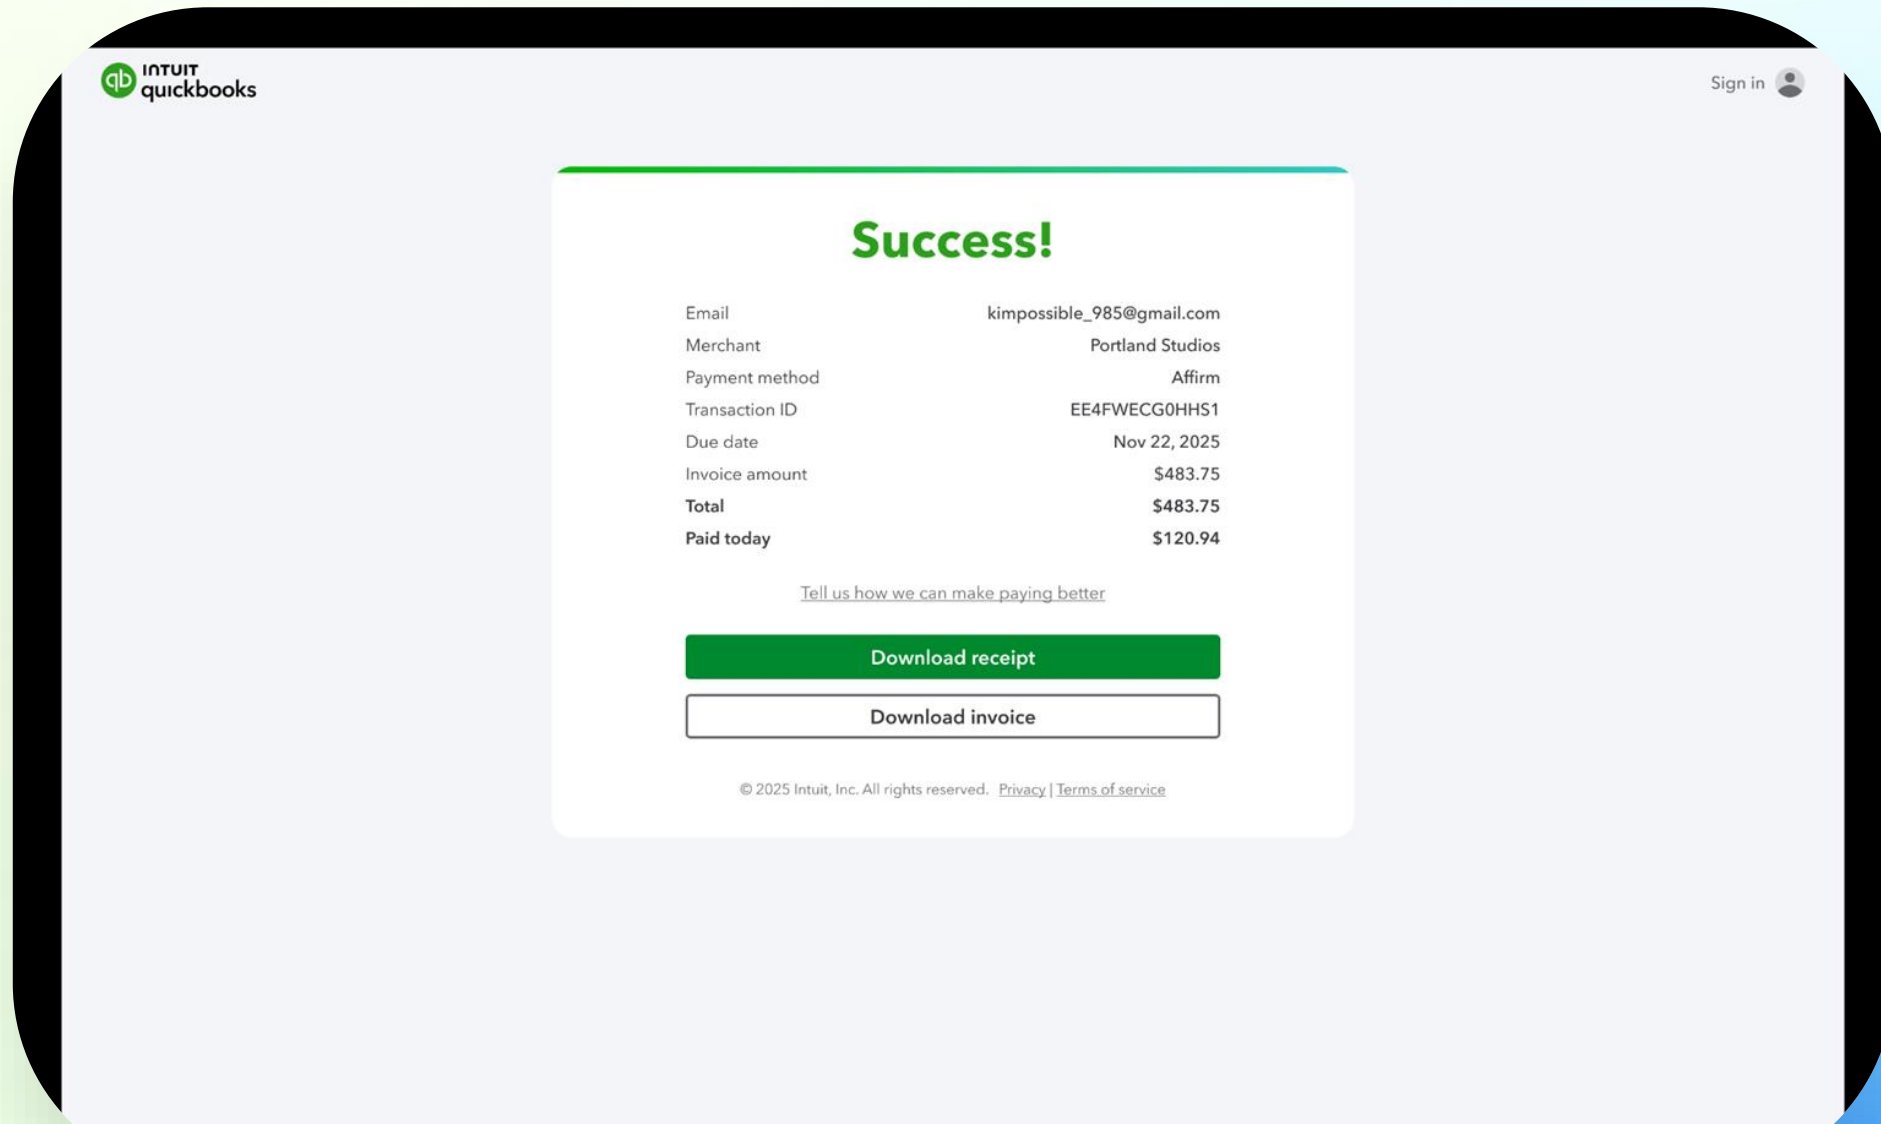 INTUIT
quickbooks
Sign in
Success!
Email kimpossible_985@gmail.com
Merchant Portland Studios
Payment method Affirm
Transaction ID EE4FWECG0HHS1
Due date Nov 22, 2025
Invoice amount $483.75
Total $483.75
Paid today $120.94
Tell us how we can make paying better
Download receipt
Download invoice
© 2025 Intuit, Inc. All rights reserved. Privacy | Terms of service